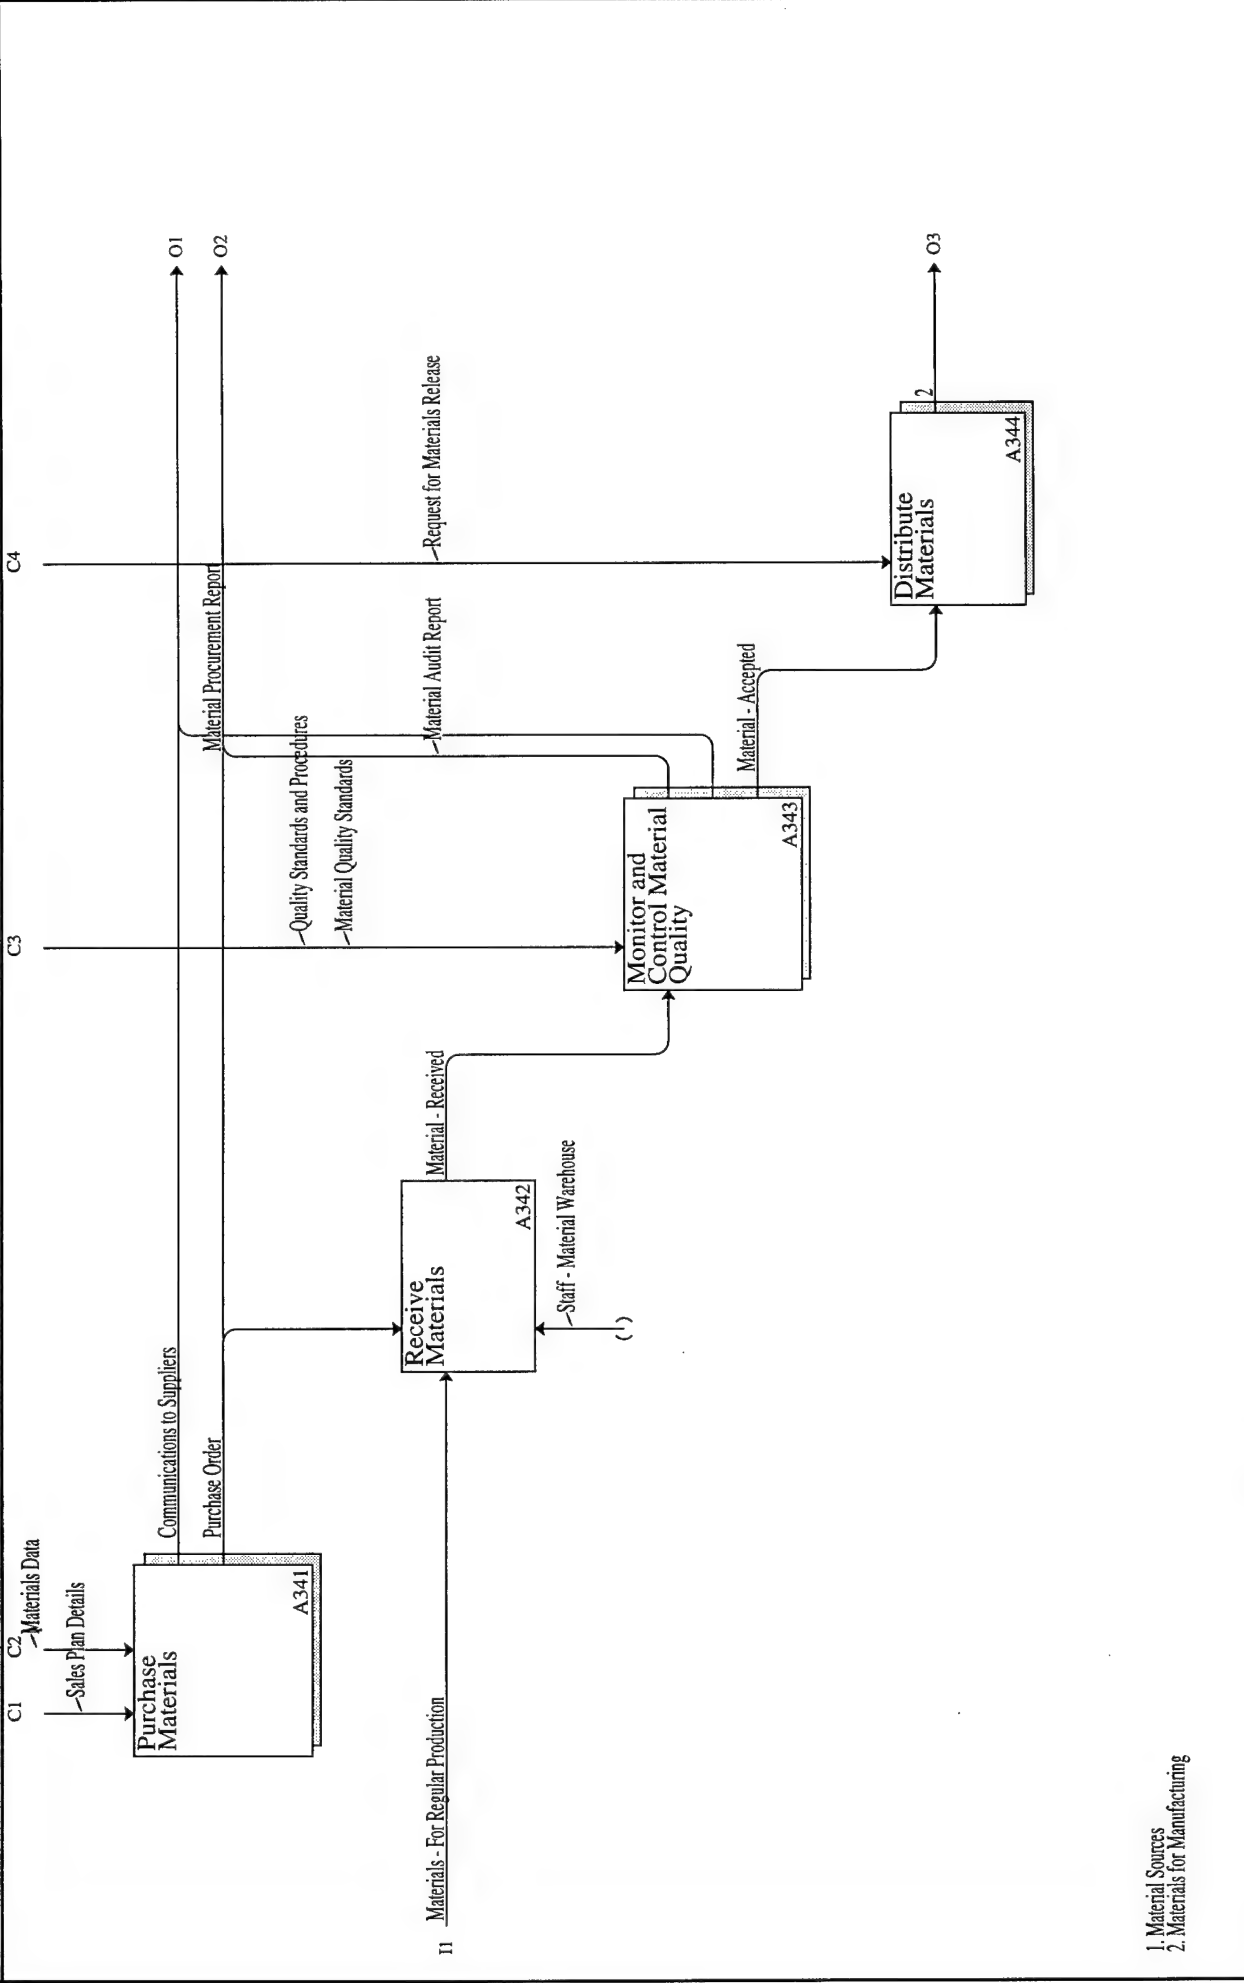 C1
C2
C3
C4
Materials Data
Sales Plan Details
Purchase
Materials
A341
Communications to Suppliers
Purchase Order
Material Procurement Report
O1
O2
Quality Standards and Procedures
Material Quality Standards
Material Audit Report
Request for Materials Release
I1
Materials - For Regular Production
Receive
Materials
A342
Material - Received
Staff - Material Warehouse
( )
Monitor and
Control Material
Quality
A343
Material - Accepted
Distribute
Materials
A344
2
O3
1. Material Sources
2. Materials for Manufacturing